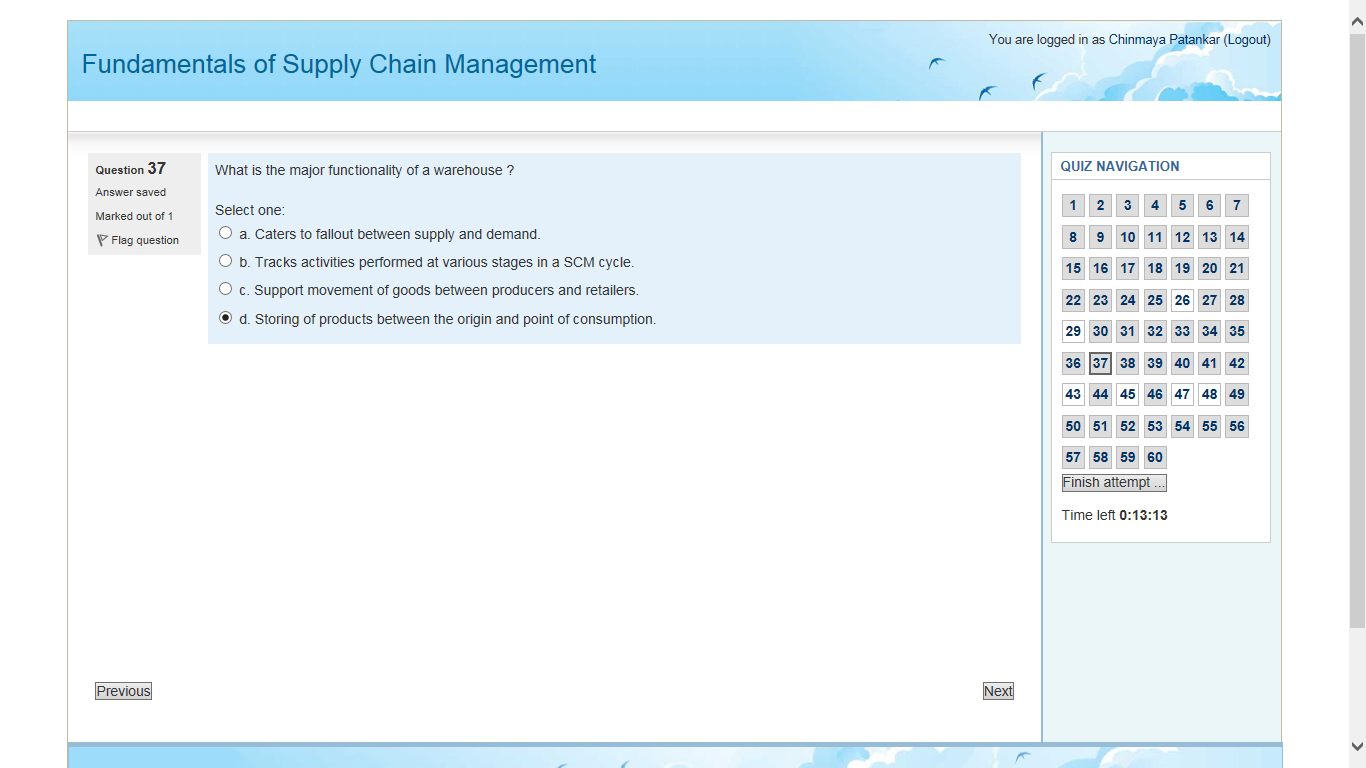 You are logged in as Chinmaya Patankar (Logout)
Fundamentals of Supply Chain Management
Question 37
Answer saved
Marked out of 1
Flag question
What is the major functionality of a warehouse ?
Select one:
a. Caters to fallout between supply and demand.
b. Tracks activities performed at various stages in a SCM cycle.
c. Support movement of goods between producers and retailers.
d. Storing of products between the origin and point of consumption.
QUIZ NAVIGATION
1 2 3 4 5 6 7
8 9 10 11 12 13 14
15 16 17 18 19 20 21
22 23 24 25 26 27 28
29 30 31 32 33 34 35
36 37 38 39 40 41 42
43 44 45 46 47 48 49
50 51 52 53 54 55 56
57 58 59 60
Finish attempt ...
Time left 0:13:13
Previous
Next